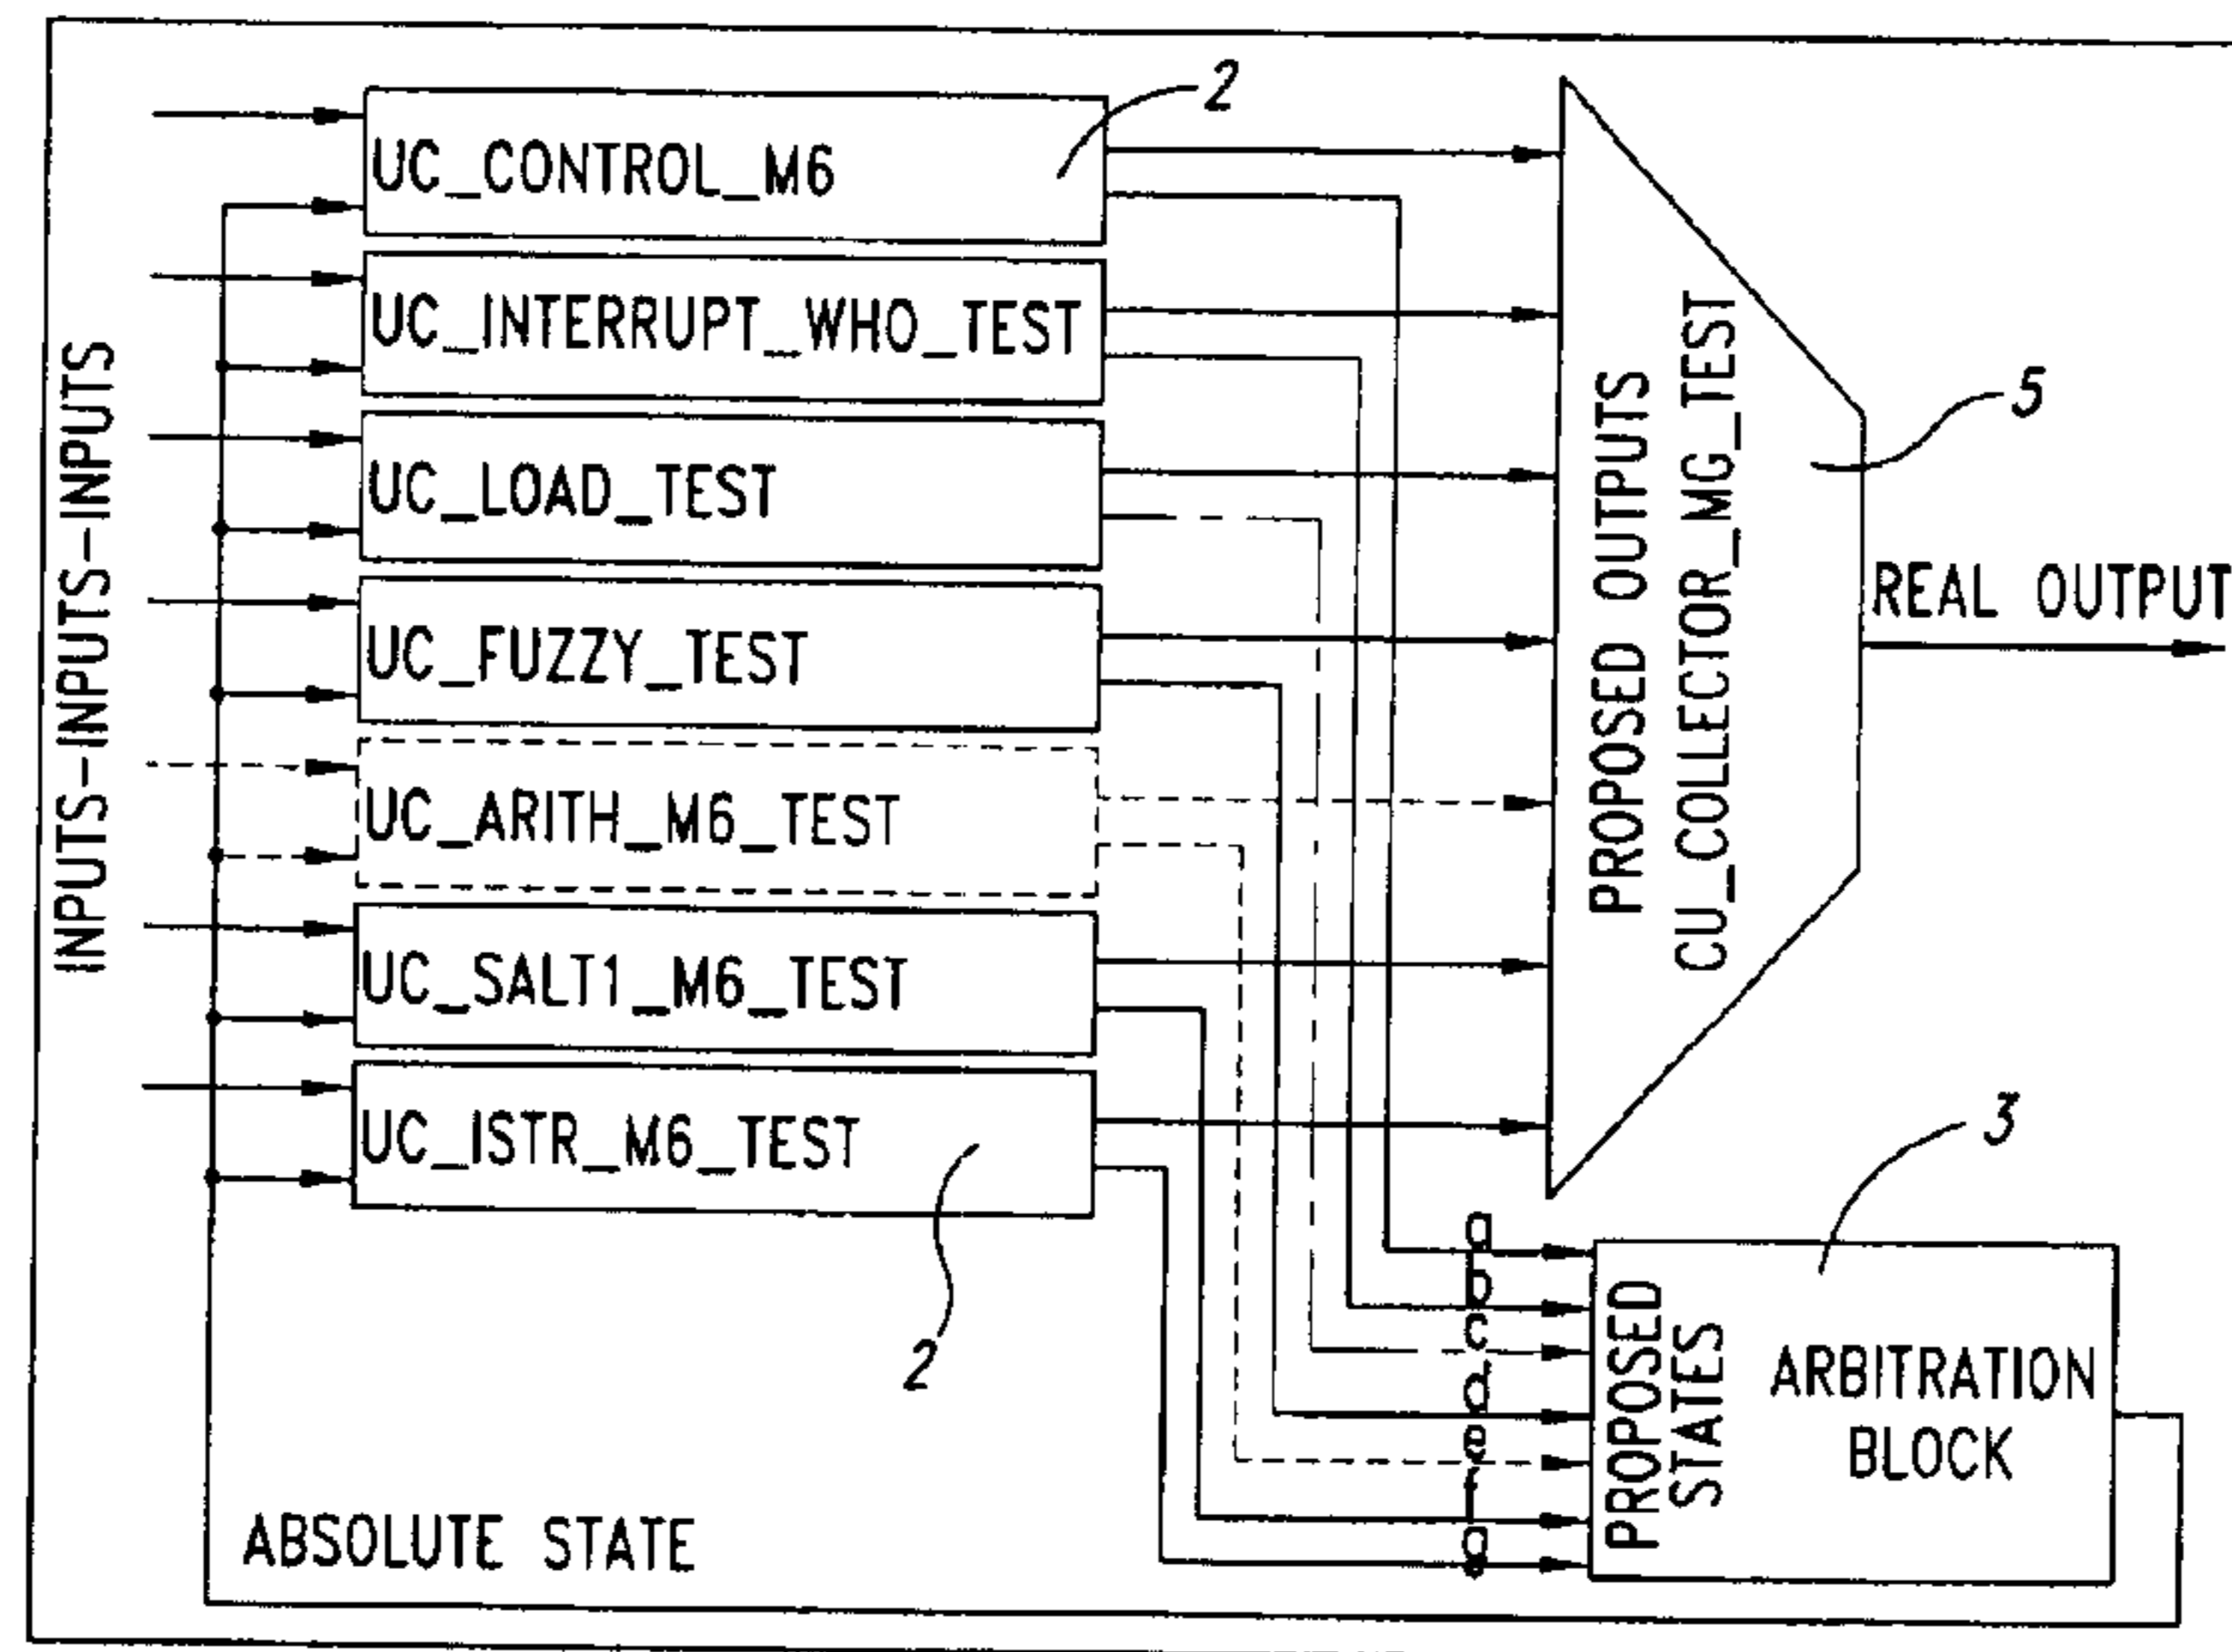 INPUTS-INPUTS-INPUTS
UC_CONTROL_M6
2
UC_INTERRUPT_WHO_TEST
UC_LOAD_TEST
UC_FUZZY_TEST
UC_ARITH_M6_TEST
UC_SALT1_M6_TEST
UC_ISTR_M6_TEST
2
PROPOSED OUTPUTS
CU_COLLECTOR_MG_TEST
5
REAL OUTPUT
3
a
b
c
d
e
f
g
PROPOSED
STATES
ARBITRATION
BLOCK
ABSOLUTE STATE